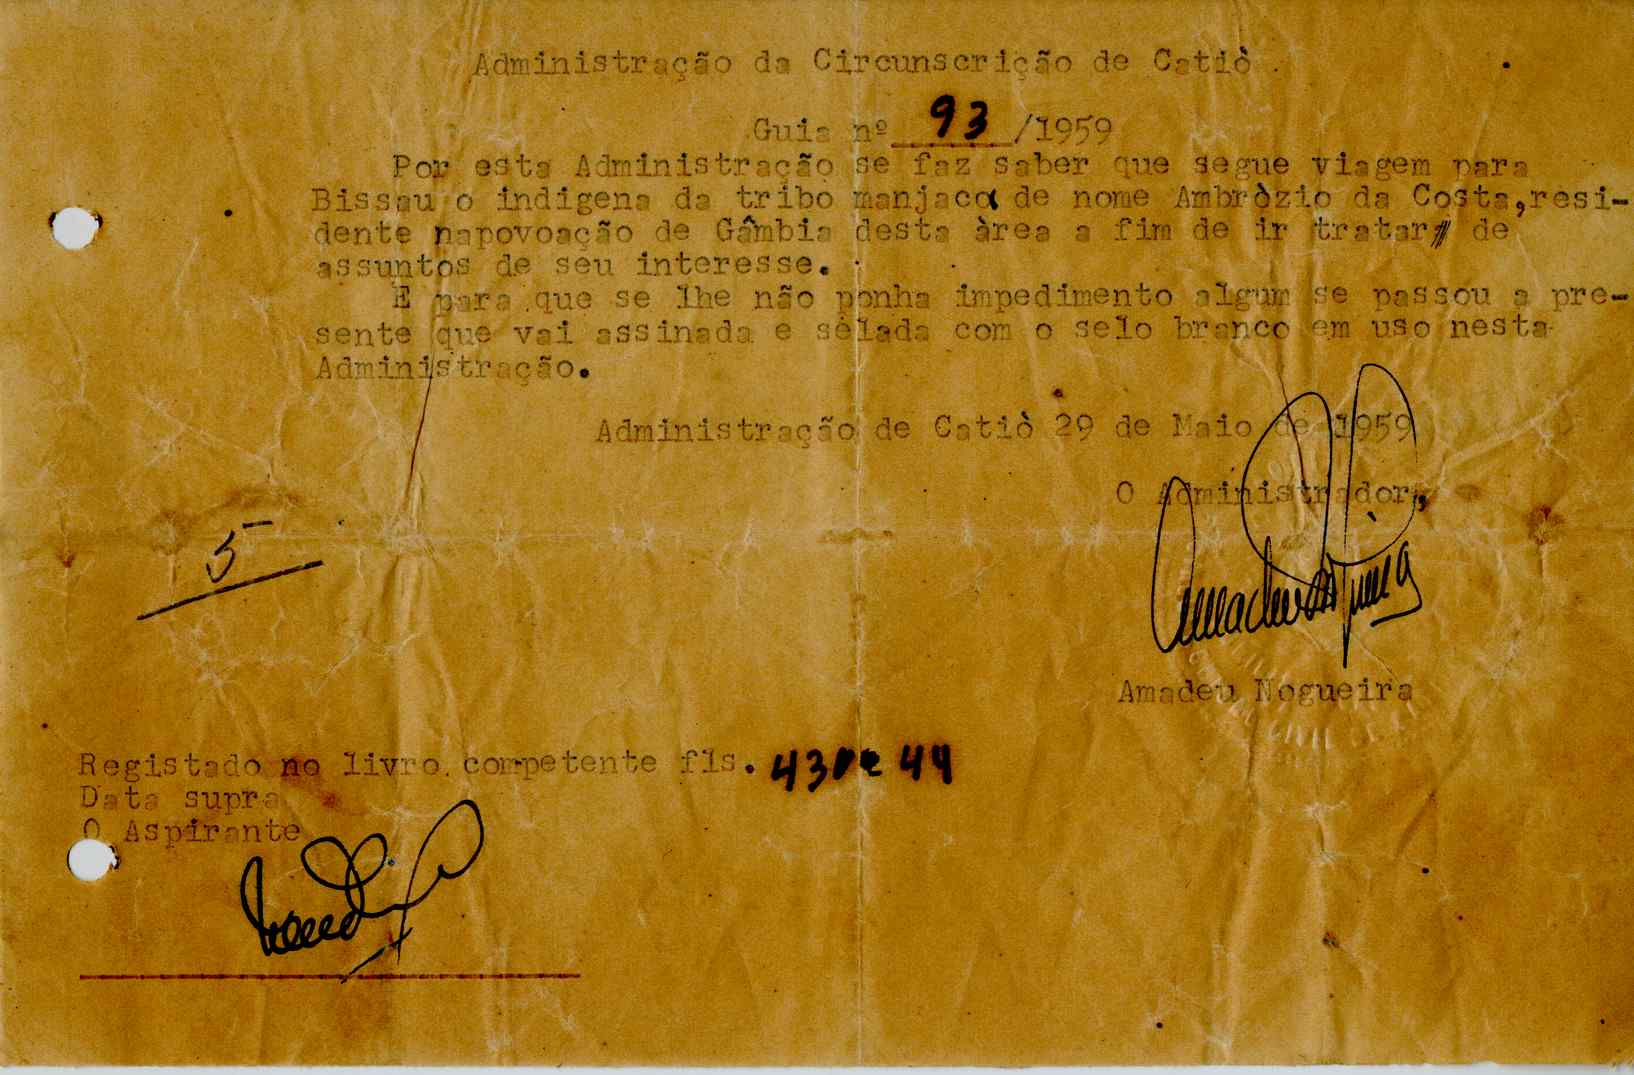 Administração da Circunscrição de Catiò
Guia nº 93 /1959
Por esta Administração se faz saber que segue viagem para
Bissau o indigena da tribo manjaca de nome Ambròzio da Costa,resi-
dente napovoação de Gâmbia desta àrea a fim de ir tratar de
assuntos de seu interesse.
E para que se lhe não ponha impedimento algum se passou a pre-
sente que vai assinada e sèlada com o selo branco em uso nesta
Administração.
Administração de Catiò 29 de Maio de 1959
O Administrador,
5
Amadeu Nogueira
Registado no livro competente fls. 43 e 44
Data supra
O Aspirante